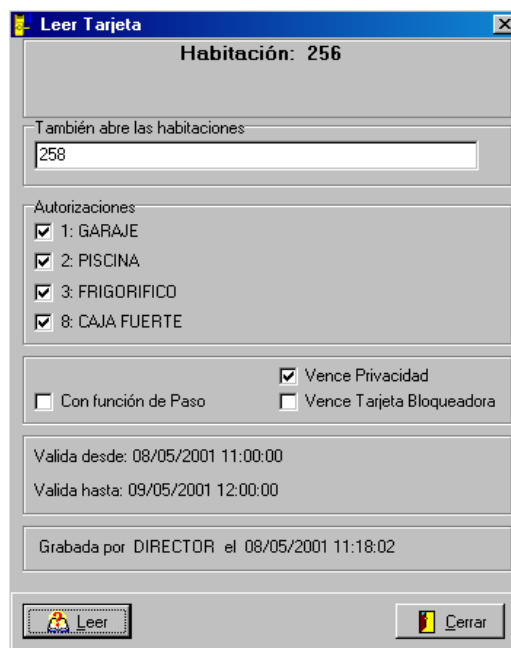 Leer Tarjeta
Habitación: 256
También abre las habitaciones
258
Autorizaciones
1: GARAJE
2: PISCINA
3: FRIGORIFICO
8: CAJA FUERTE
Vence Privacidad
Con función de Paso Vence Tarjeta Bloqueadora
Valida desde: 08/05/2001 11:00:00
Valida hasta: 09/05/2001 12:00:00
Grabada por DIRECTOR el 08/05/2001 11:18:02
Leer Cerrar